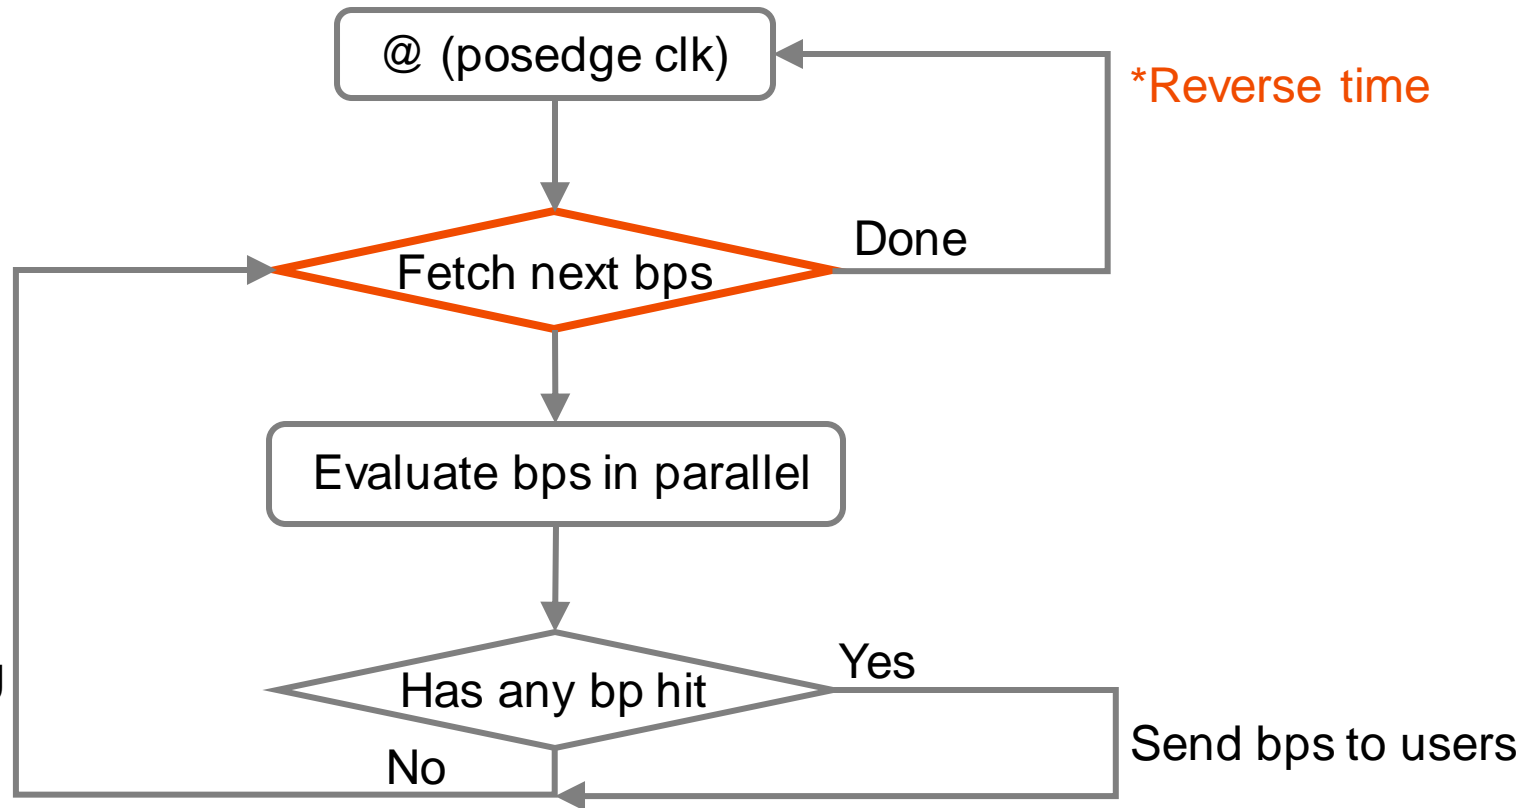 @ (posedge clk)
*Reverse time
Done
Fetch next bps
Evaluate bps in parallel
Yes
Has any bp hit
Send bps to users
No